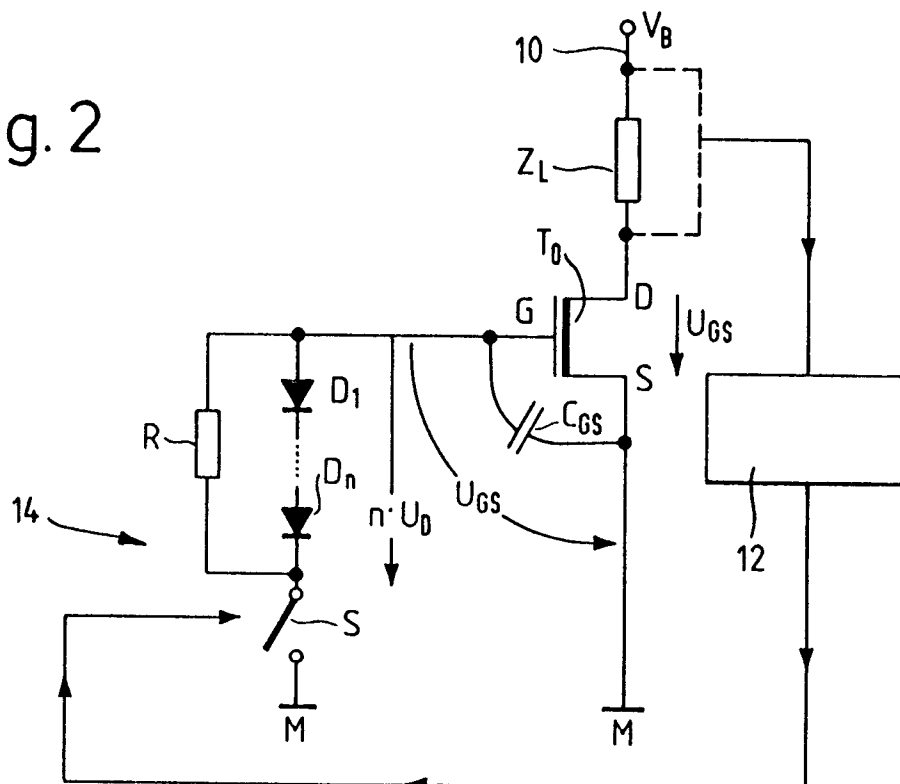 g. 2
10
V_B
Z_L
T_0
G
D
U_GS
S
C_GS
R
D_1
D_n
n·U_D
U_GS
14
12
S
M
M